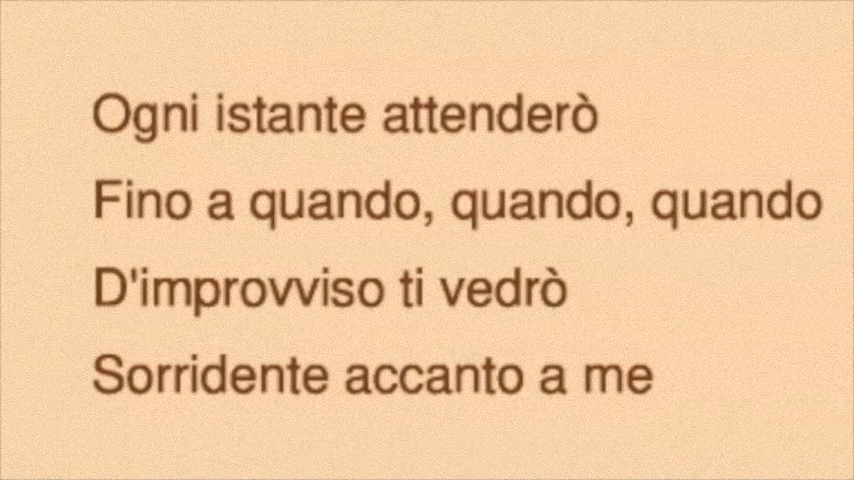 Ogni istante attenderò
Fino a quando, quando, quando
D'improvviso ti vedrò
Sorridente accanto a me